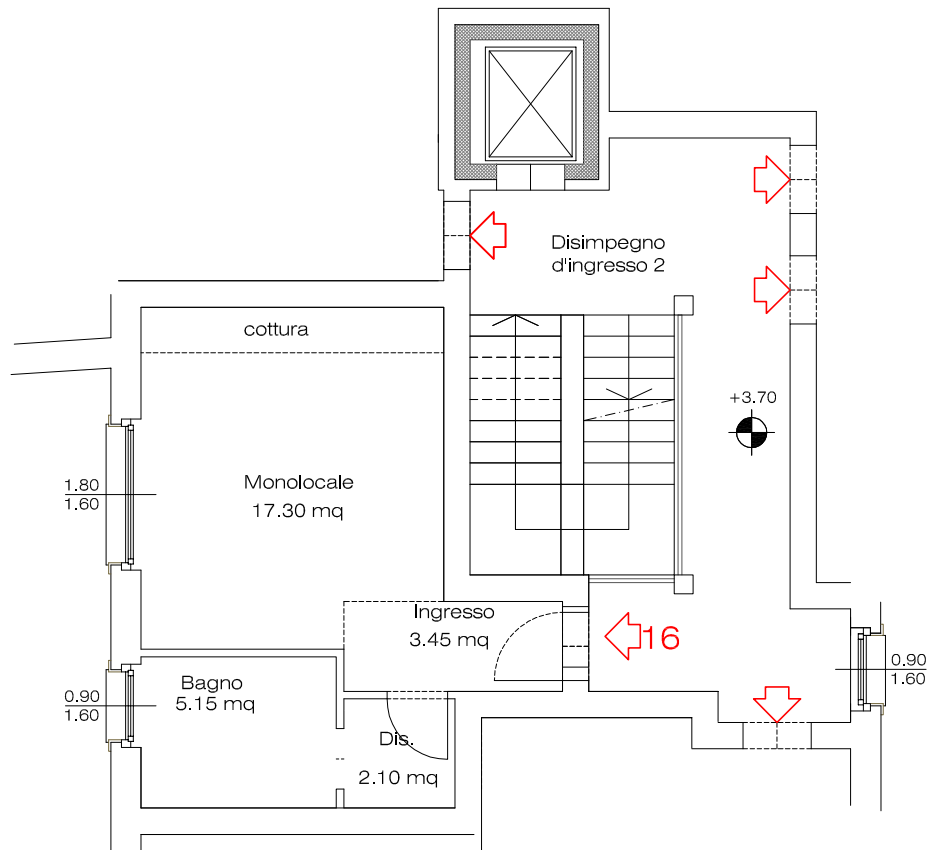 Disimpegno
d'ingresso 2
cottura
+3.70
Monolocale
17.30 mq
1.80
1.60
Ingresso
3.45 mq
16
0.90
1.60
Bagno
5.15 mq
0.90
1.60
Dis.
2.10 mq